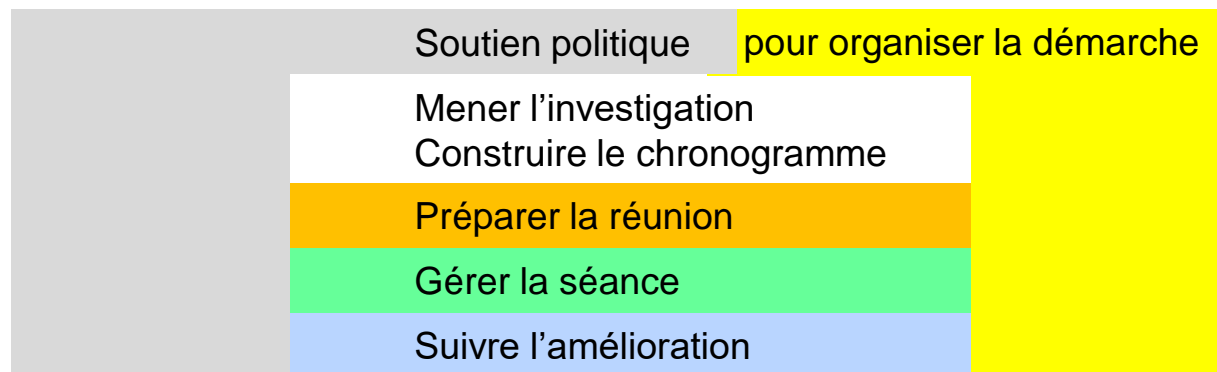 Soutien politique pour organiser la démarche
Mener l’investigation
Construire le chronogramme
Préparer la réunion
Gérer la séance
Suivre l’amélioration